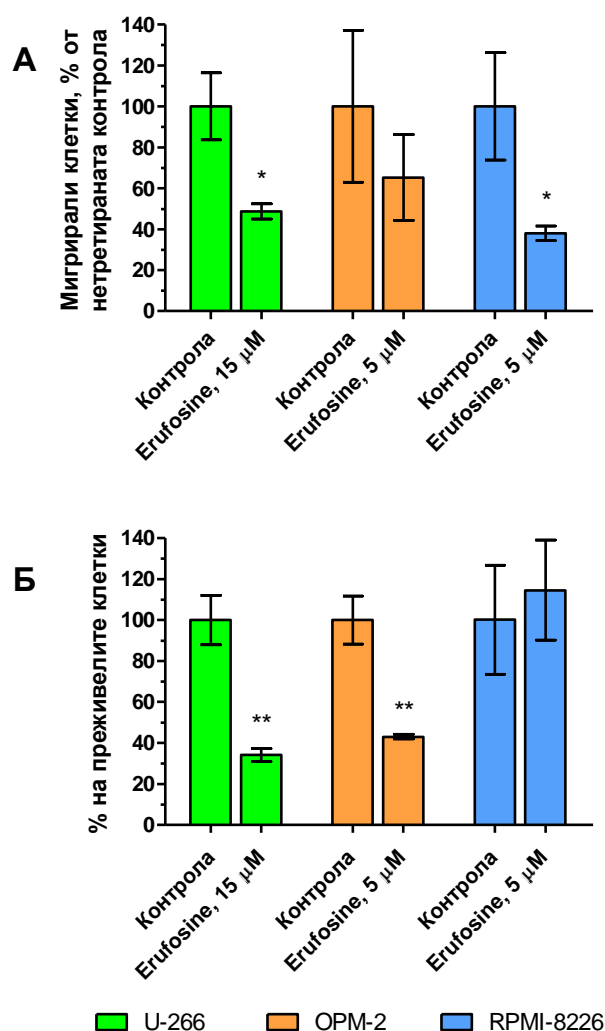 А
Мигрирали клетки, % от
нетретираната контрола
140
120
100
80
60
40
20
0
*
*
Контрола
Erufosine, 15 μM
Контрола
Erufosine, 5 μM
Контрола
Erufosine, 5 μM
Б
% на преживелите клетки
140
120
100
80
60
40
20
0
**
**
Контрола
Erufosine, 15 μM
Контрола
Erufosine, 5 μM
Контрола
Erufosine, 5 μM
U-266 OPM-2 RPMI-8226